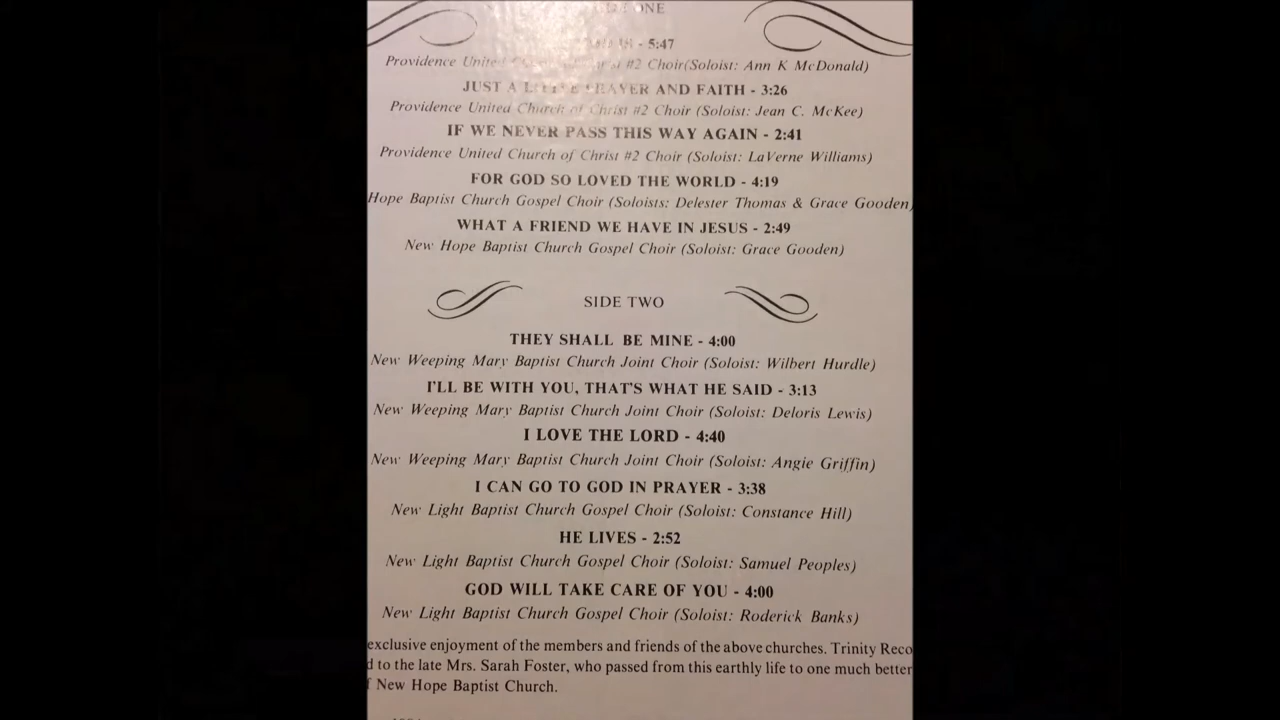 SIDE ONE
- 5:47
Providence United Church of Christ #2 Choir(Soloist: Ann K McDonald)
JUST A LITTLE PRAYER AND FAITH - 3:26
Providence United Church of Christ #2 Choir (Soloist: Jean C. McKee)
IF WE NEVER PASS THIS WAY AGAIN - 2:41
Providence United Church of Christ #2 Choir (Soloist: LaVerne Williams)
FOR GOD SO LOVED THE WORLD - 4:19
Hope Baptist Church Gospel Choir (Soloists: Delester Thomas & Grace Gooden)
WHAT A FRIEND WE HAVE IN JESUS - 2:49
New Hope Baptist Church Gospel Choir (Soloist: Grace Gooden)
SIDE TWO
THEY SHALL BE MINE - 4:00
New Weeping Mary Baptist Church Joint Choir (Soloist: Wilbert Hurdle)
I'LL BE WITH YOU, THAT'S WHAT HE SAID - 3:13
New Weeping Mary Baptist Church Joint Choir (Soloist: Deloris Lewis)
I LOVE THE LORD - 4:40
New Weeping Mary Baptist Church Joint Choir (Soloist: Angie Griffin)
I CAN GO TO GOD IN PRAYER - 3:38
New Light Baptist Church Gospel Choir (Soloist: Constance Hill)
HE LIVES - 2:52
New Light Baptist Church Gospel Choir (Soloist: Samuel Peoples)
GOD WILL TAKE CARE OF YOU - 4:00
New Light Baptist Church Gospel Choir (Soloist: Roderick Banks)
exclusive enjoyment of the members and friends of the above churches. Trinity Reco
d to the late Mrs. Sarah Foster, who passed from this earthly life to one much better
f New Hope Baptist Church.